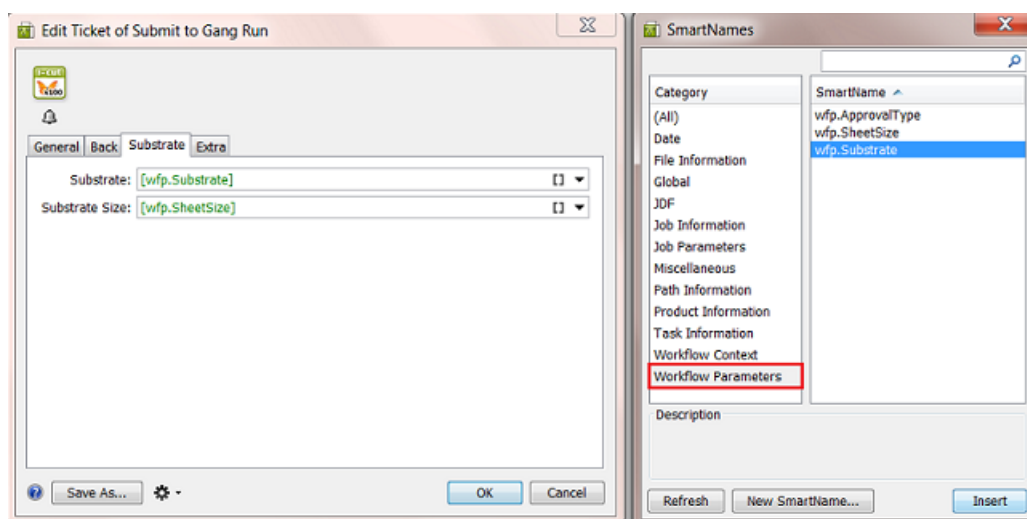 Edit Ticket of Submit to Gang Run
i-cut
x100
General Back Substrate Extra
Substrate: [wfp.Substrate] []
Substrate Size: [wfp.SheetSize] []
Save As...
OK Cancel
SmartNames
Category
(All)
Date
File Information
Global
JDF
Job Information
Job Parameters
Miscellaneous
Path Information
Product Information
Task Information
Workflow Context
Workflow Parameters
SmartName
wfp.ApprovalType
wfp.SheetSize
wfp.Substrate
Description
Refresh New SmartName... Insert